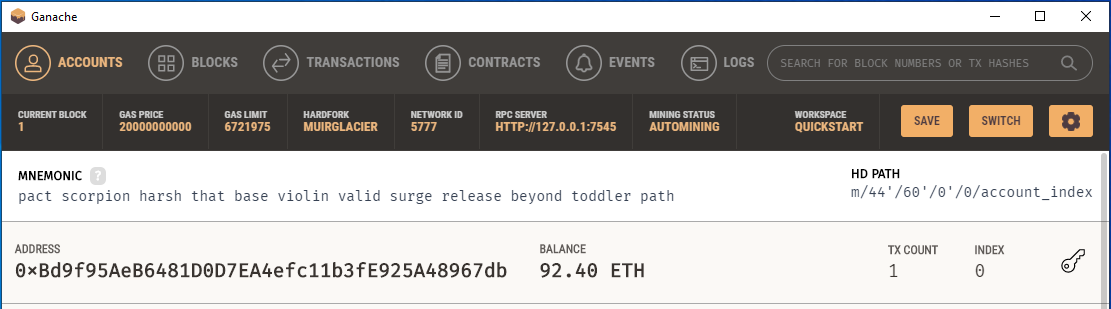 Ganache
ACCOUNTS BLOCKS TRANSACTIONS CONTRACTS EVENTS LOGS SEARCH FOR BLOCK NUMBERS OR TX HASHES
CURRENT BLOCK GAS PRICE GAS LIMIT HARDFORK NETWORK ID RPC SERVER MINING STATUS WORKSPACE
1 20000000000 6721975 MUIRGLACIER 5777 HTTP://127.0.0.1:7545 AUTOMINING QUICKSTART SAVE SWITCH
MNEMONIC ? HD PATH
pact scorpion harsh that base violin valid surge release beyond toddler path m/44'/60'/0'/0/account_index
ADDRESS BALANCE TX COUNT INDEX
0×Bd9f95AeB6481D0D7EA4efc11b3fE925A48967db 92.40 ETH 1 0